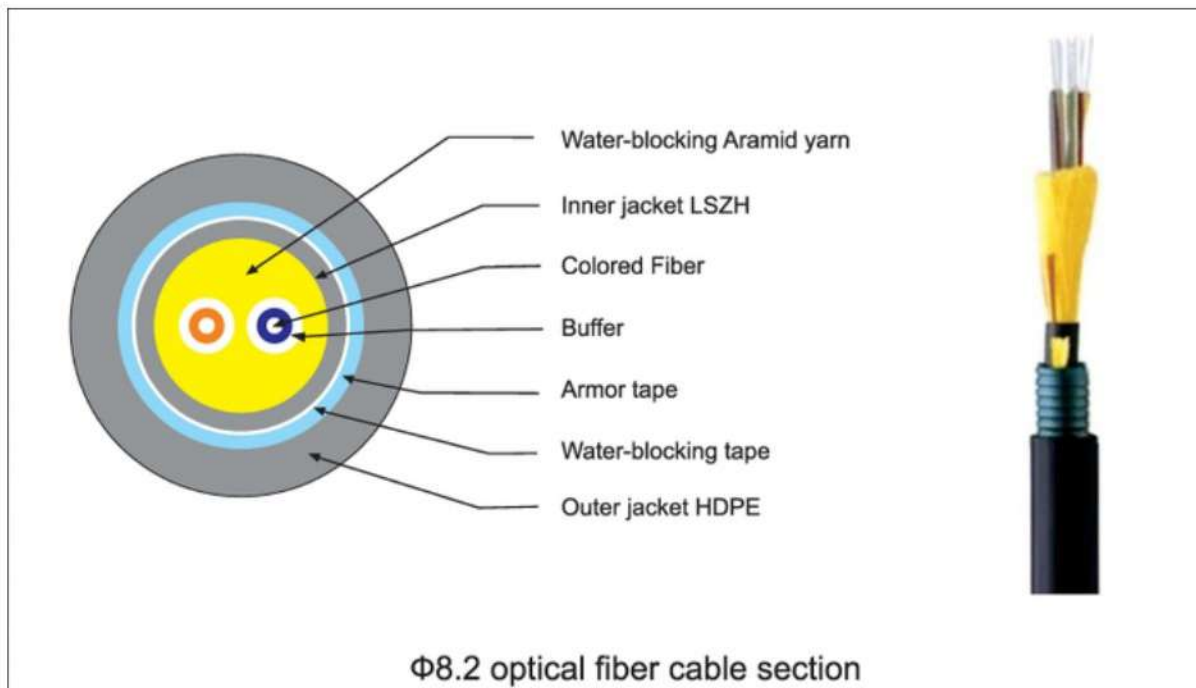 Water-blocking Aramid yarn
Inner jacket LSZH
Colored Fiber
Buffer
Armor tape
Water-blocking tape
Outer jacket HDPE
Φ8.2 optical fiber cable section